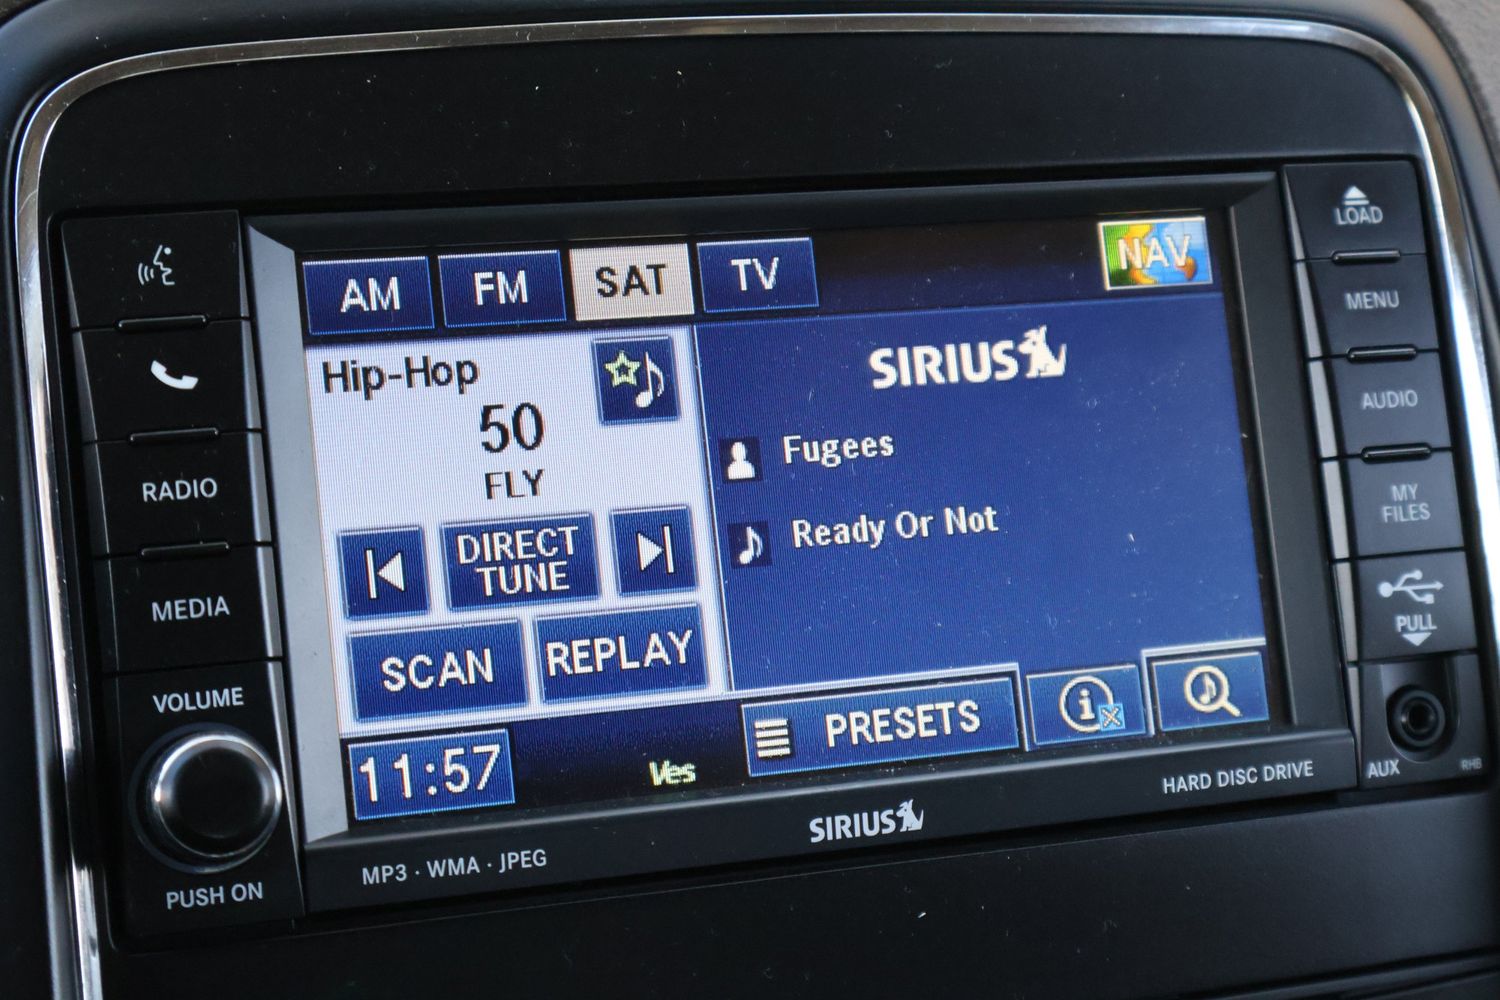 AM
FM
SAT
TV
NAV
Hip-Hop
50
FLY
DIRECT
TUNE
SCAN
REPLAY
SIRIUS
Fugees
Ready Or Not
11:57
Ves
PRESETS
RADIO
MEDIA
VOLUME
PUSH ON
LOAD
MENU
AUDIO
MY
FILES
PULL
AUX
RHB
MP3 · WMA · JPEG
SIRIUS
HARD DISC DRIVE